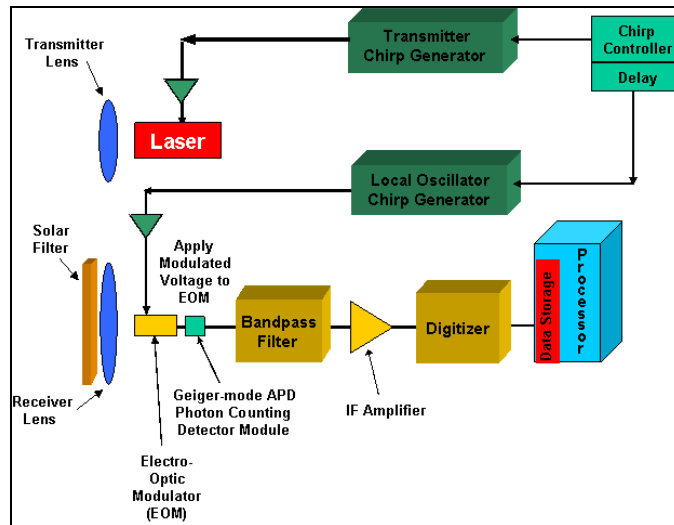 Transmitter
Lens
Transmitter
Chirp Generator
Chirp
Controller
Delay
Laser
Local Oscillator
Chirp Generator
Solar
Filter
Apply
Modulated
Voltage to
EOM
Bandpass
Filter
Digitizer
Data Storage
Processor
Receiver
Lens
Geiger-mode APD
Photon Counting
Detector Module
IF Amplifier
Electro-
Optic
Modulator
(EOM)